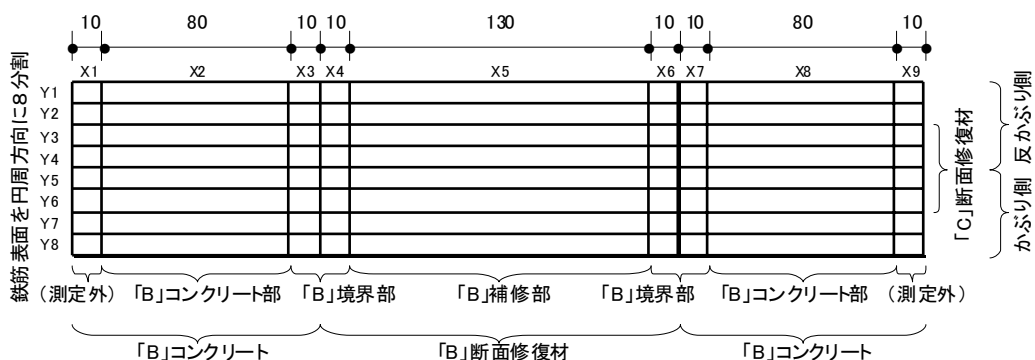 10 80 10 10 130 10 10 80 10
X1 X2 X3 X4 X5 X6 X7 X8 X9
鉄筋表面を円周方向に8分割
Y1
Y2
Y3
Y4
Y5
Y6
Y7
Y8
「C」断面修復材
反かぶり側
かぶり側
(測定外) 「B」コンクリート部 「B」境界部 「B」補修部 「B」境界部 「B」コンクリート部 (測定外)
「B」コンクリート 「B」断面修復材 「B」コンクリート